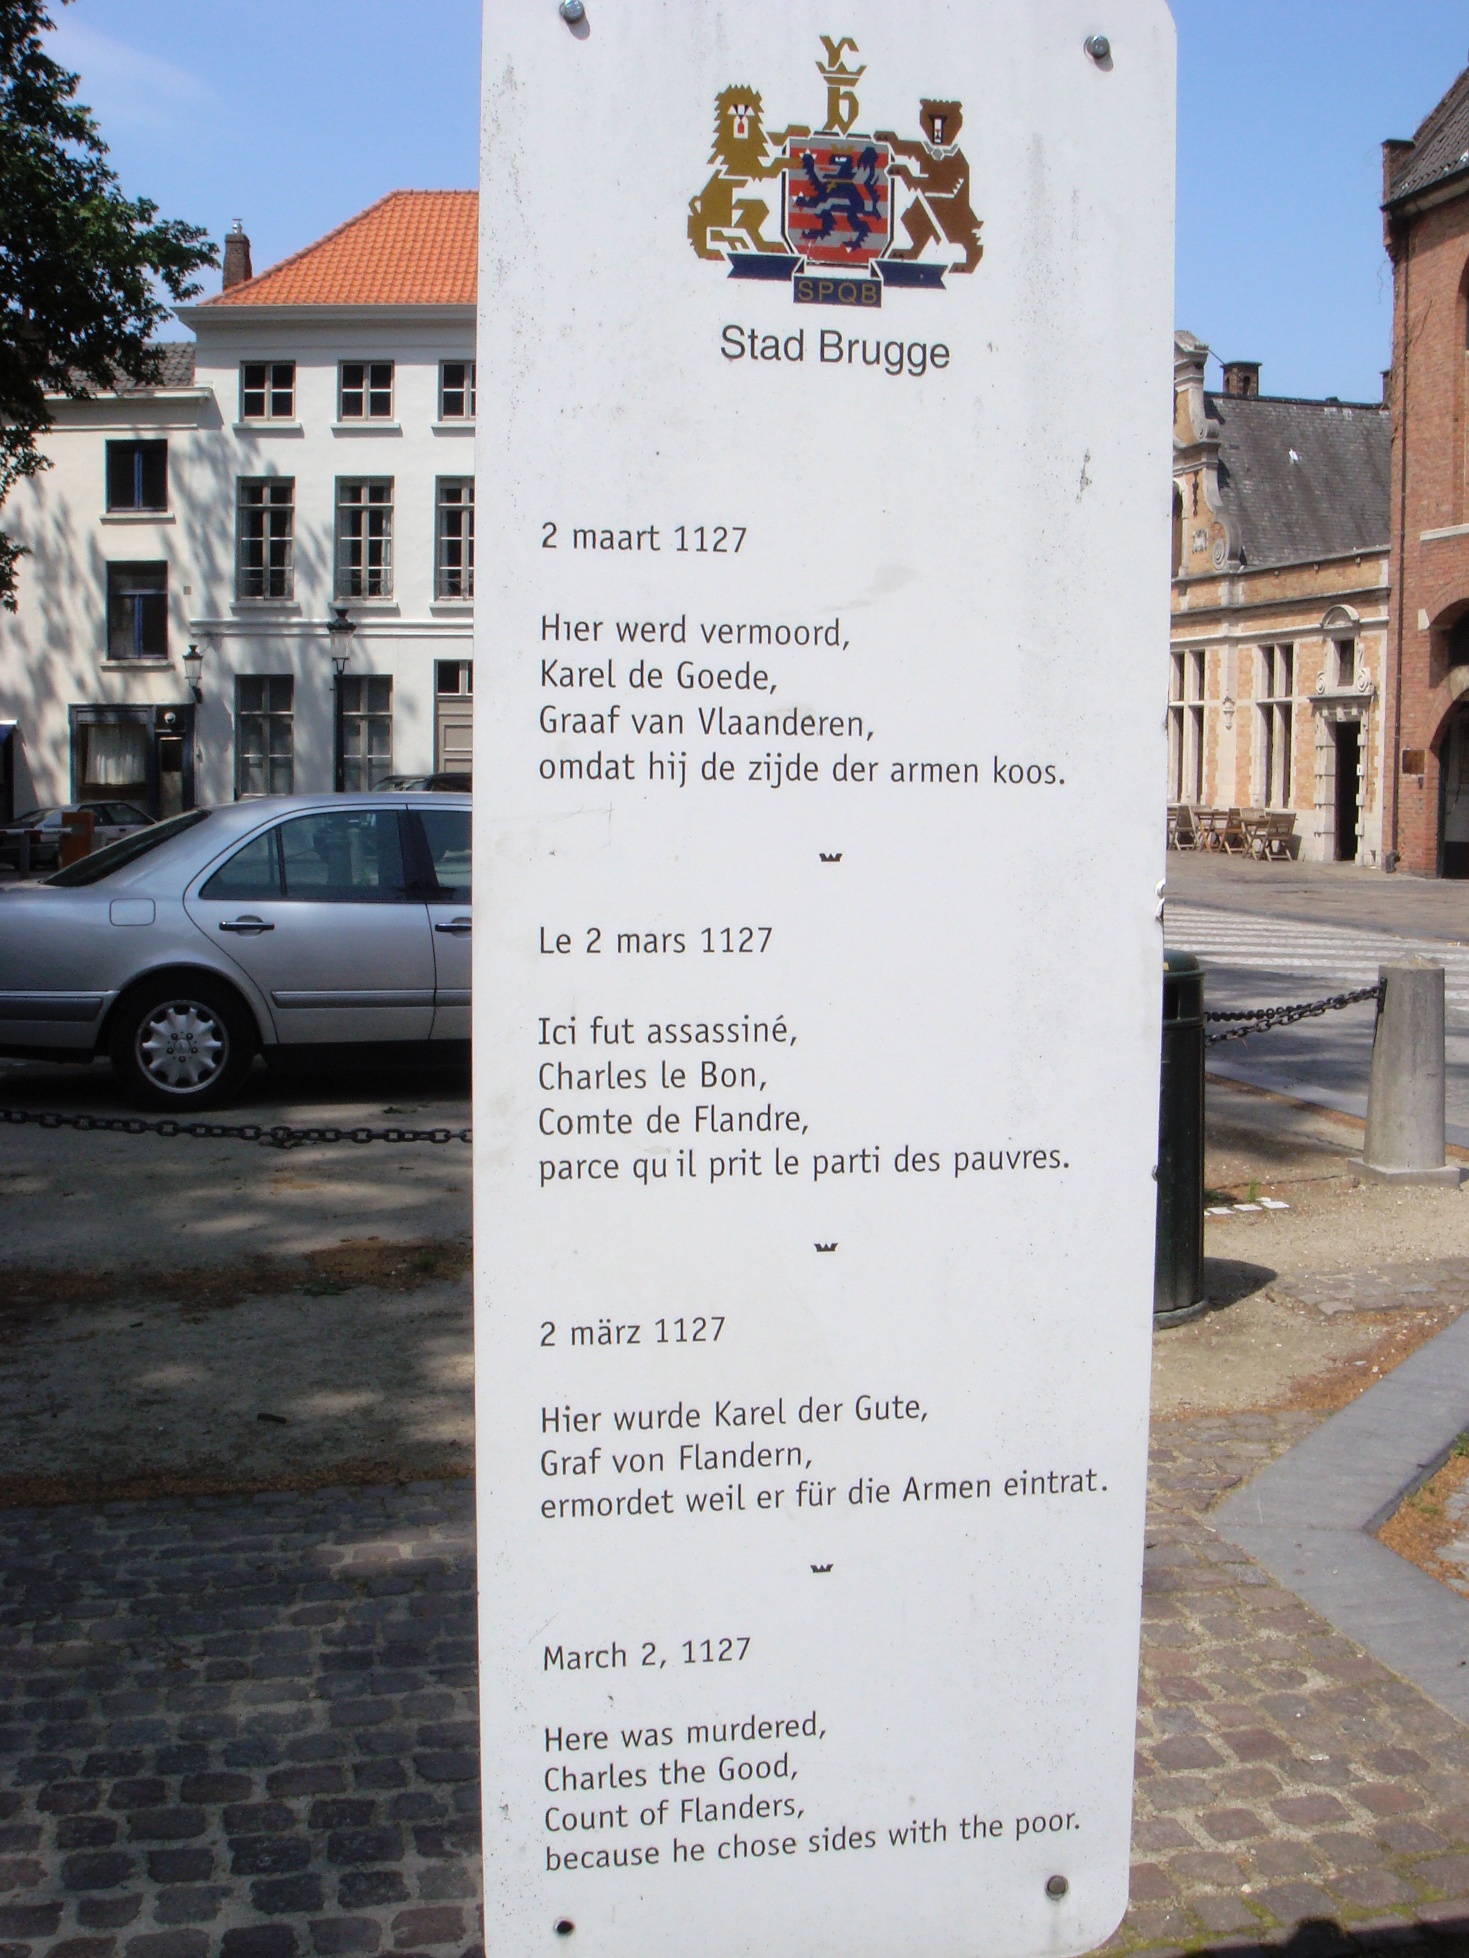 r
b
SPQB
Stad Brugge
2 maart 1127
Hier werd vermoord,
Karel de Goede,
Graaf van Vlaanderen,
omdat hij de zijde der armen koos.
Le 2 mars 1127
Ici fut assassiné,
Charles le Bon,
Comte de Flandre,
parce qu il prit le parti des pauvres.
2 märz 1127
Hier wurde Karel der Gute,
Graf von Flandern,
ermordet weil er für die Armen eintrat.
March 2, 1127
Here was murdered,
Charles the Good,
Count of Flanders,
because he chose sides with the poor.